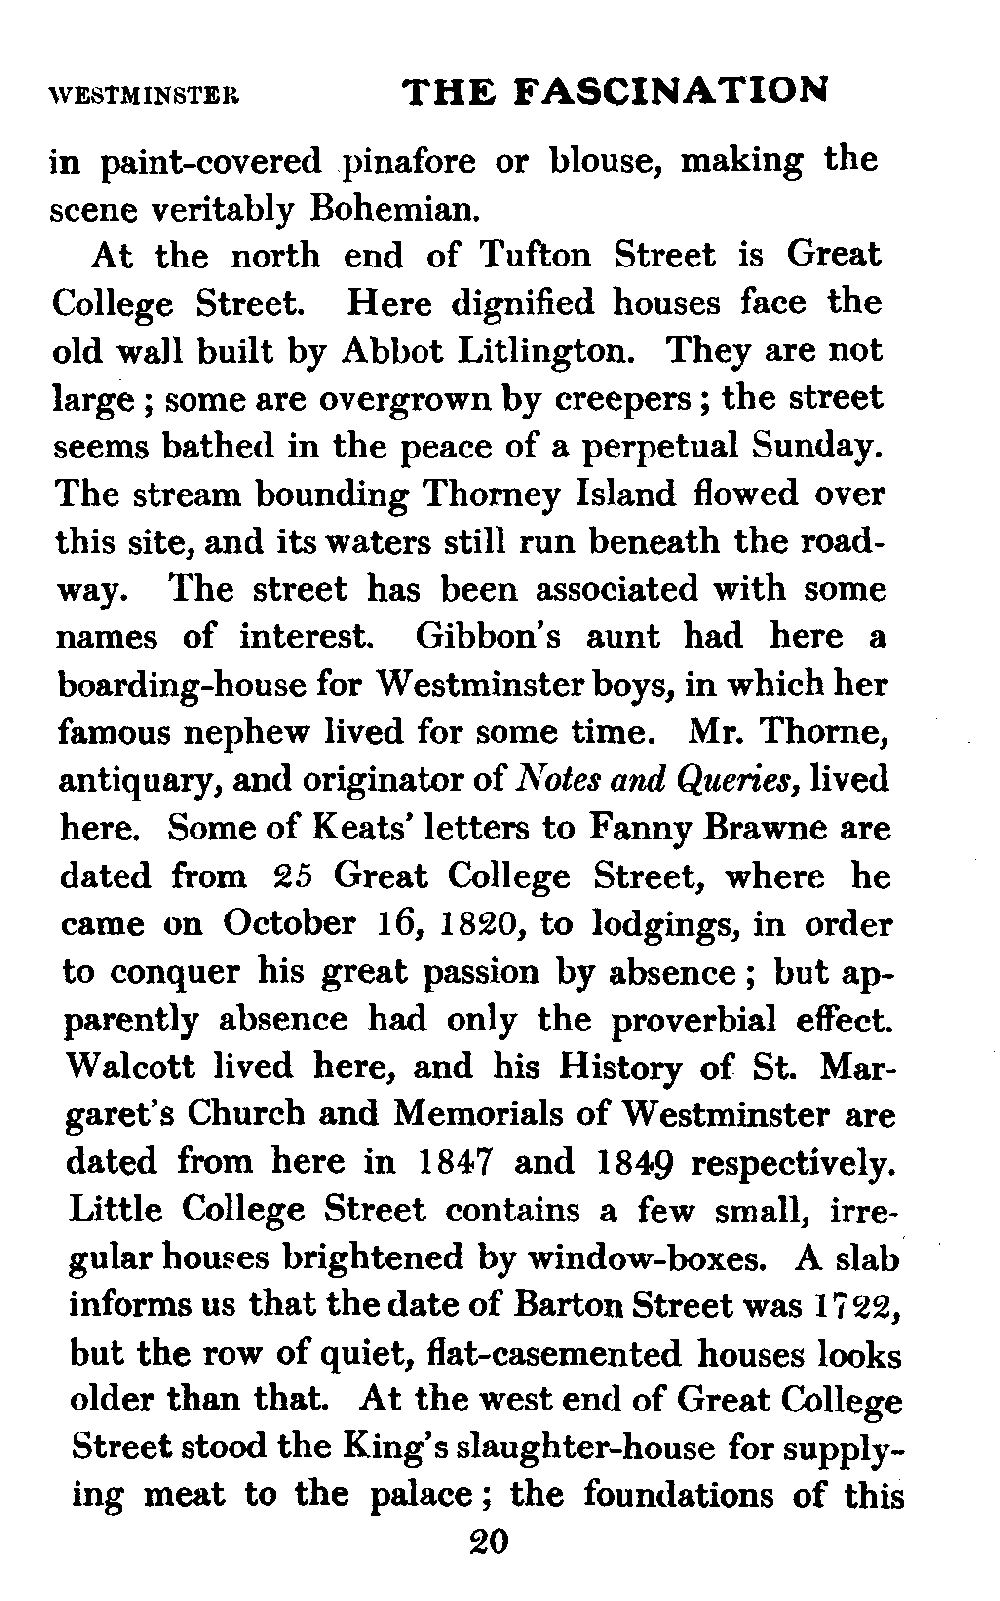 WESTMINSTER THE FASCINATION
in paint-covered pinafore or blouse, making the
scene veritably Bohemian.
At the north end of Tufton Street is Great
College Street. Here dignified houses face the
old wall built by Abbot Litlington. They are not
large ; some are overgrown by creepers ; the street
seems bathed in the peace of a perpetual Sunday.
The stream bounding Thorney Island flowed over
this site, and its waters still run beneath the road-
way. The street has been associated with some
names of interest. Gibbon's aunt had here a
boarding-house for Westminster boys, in which her
famous nephew lived for some time. Mr. Thorne,
antiquary, and originator of Notes and Queries, lived
here. Some of Keats' letters to Fanny Brawne are
dated from 25 Great College Street, where he
came on October 16, 1820, to lodgings, in order
to conquer his great passion by absence ; but ap-
parently absence had only the proverbial effect.
Walcott lived here, and his History of St. Mar-
garet's Church and Memorials of Westminster are
dated from here in 1847 and 1849 respectively.
Little College Street contains a few small, irre-
gular houses brightened by window-boxes. A slab
informs us that the date of Barton Street was 1722,
but the row of quiet, flat-casemented houses looks
older than that. At the west end of Great College
Street stood the King's slaughter-house for supply-
ing meat to the palace ; the foundations of this
20